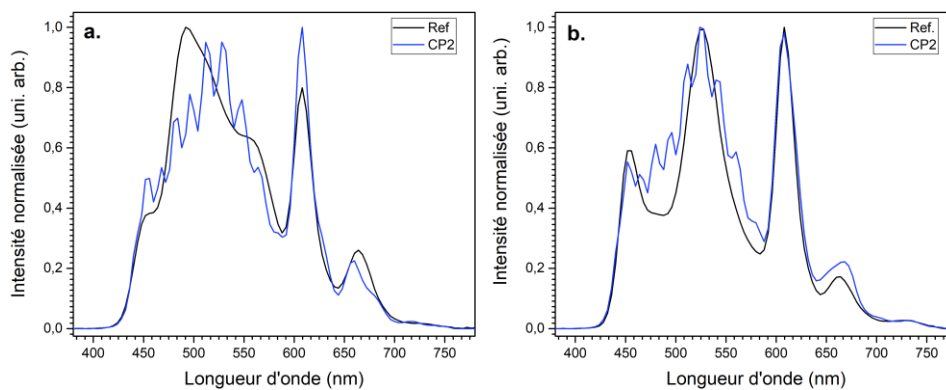 a.
Ref
CP2
Intensité normalisée (uni. arb.)
1,0
0,8
0,6
0,4
0,2
0,0
400 450 500 550 600 650 700 750
Longueur d'onde (nm)
b.
Ref.
CP2
Intensité normalisée (uni. arb.)
1,0
0,8
0,6
0,4
0,2
0,0
400 450 500 550 600 650 700 750
Longueur d'onde (nm)